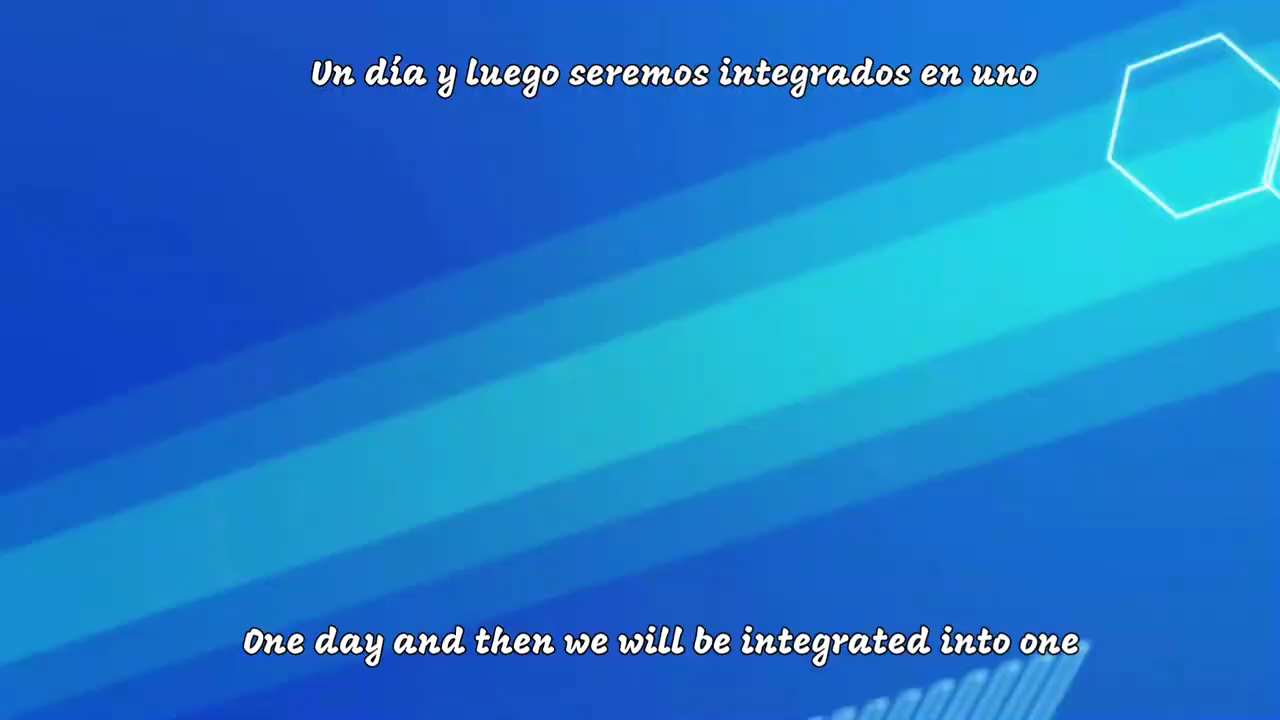 Un día y luego seremos integrados en uno
One day and then we will be integrated into one